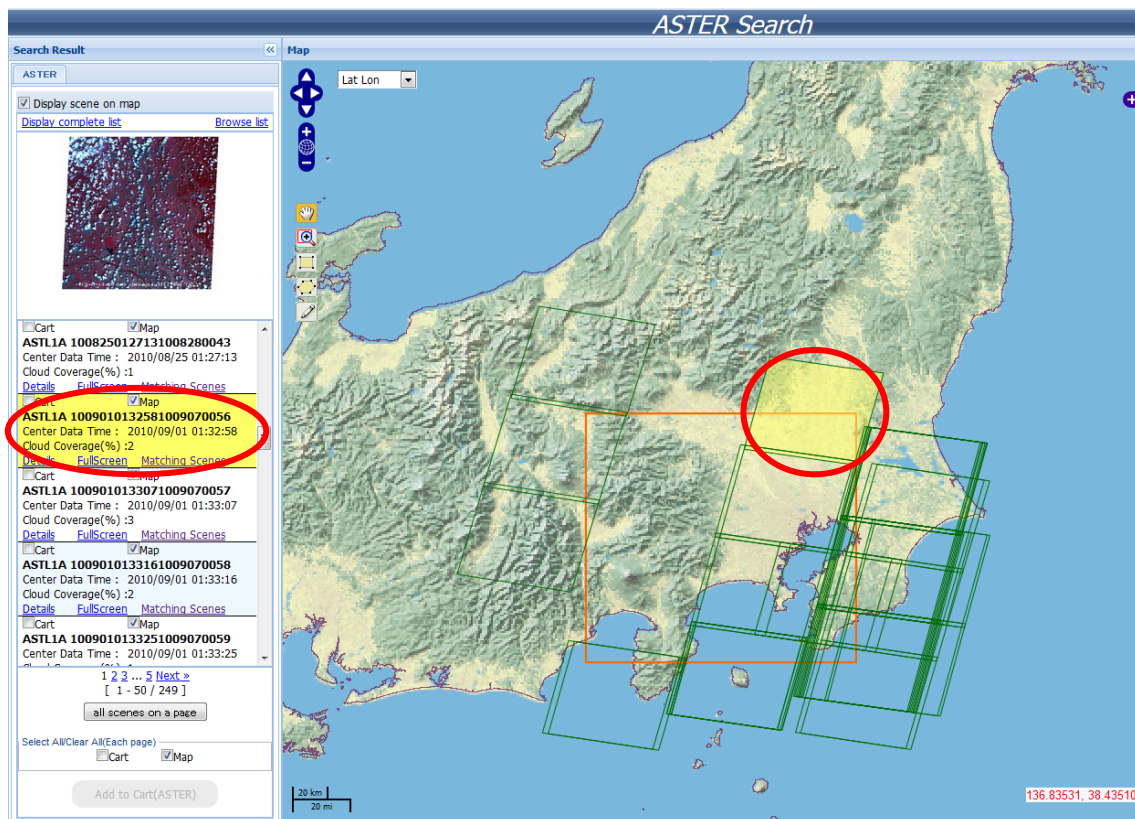 ASTER Search
Search Result
Map
ASTER
Lat Lon
Display scene on map
Display complete list Browse list
Cart Map
ASTL1A 1008250127131008280043
Center Data Time : 2010/08/25 01:27:13
Cloud Coverage(%) :1
Details FullScreen Matching Scenes
Cart Map
ASTL1A 1009010132581009070056
Center Data Time : 2010/09/01 01:32:58
Cloud Coverage(%) :2
Details FullScreen Matching Scenes
Cart Map
ASTL1A 1009010133071009070057
Center Data Time : 2010/09/01 01:33:07
Cloud Coverage(%) :3
Details FullScreen Matching Scenes
Cart Map
ASTL1A 1009010133161009070058
Center Data Time : 2010/09/01 01:33:16
Cloud Coverage(%) :2
Details FullScreen Matching Scenes
Cart Map
ASTL1A 1009010133251009070059
Center Data Time : 2010/09/01 01:33:25
1 2 3 ... 5 Next »
[ 1 - 50 / 249 ]
all scenes on a page
Select All/Clear All(Each page)
Cart Map
Add to Cart(ASTER)
20 km
20 mi
136.83531, 38.43510